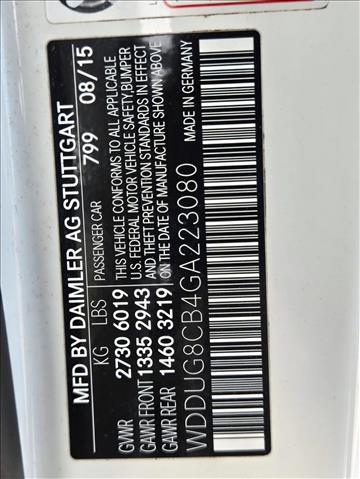 MFD BY DAIMLER AG STUTTGART
799 08/15
KG LBS PASSENGER CAR
GVWR 2730 6019 THIS VEHICLE CONFORMS TO ALL APPLICABLE
U.S. FEDERAL MOTOR VEHICLE SAFETY, BUMPER
GAWR FRONT 1335 2943 AND THEFT PREVENTION STANDARDS IN EFFECT
GAWR REAR 1460 3219 ON THE DATE OF MANUFACTURE SHOWN ABOVE
MADE IN GERMANY
WDDUG8CB4GA223080